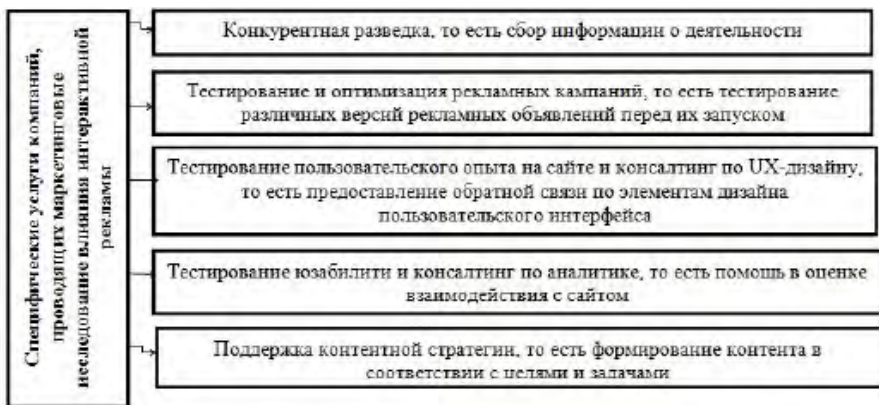 Специфические услуги компаний,
проводящих маркетинговые
исследование влияния интерактивной
рекламы
Конкурентная разведка, то есть сбор информации о деятельности
Тестирование и оптимизация рекламных кампаний, то есть тестирование
различных версий рекламных объявлений перед их запуском
Тестирование пользовательского опыта на сайте и консалтинг по UX-дизайну,
то есть предоставление обратной связи по элементам дизайна
пользовательского интерфейса
Тестирование юзабилити и консалтинг по аналитике, то есть помощь в оценке
взаимодействия с сайтом
Поддержка контентной стратегии, то есть формирование контента в
соответствии с целями и задачами